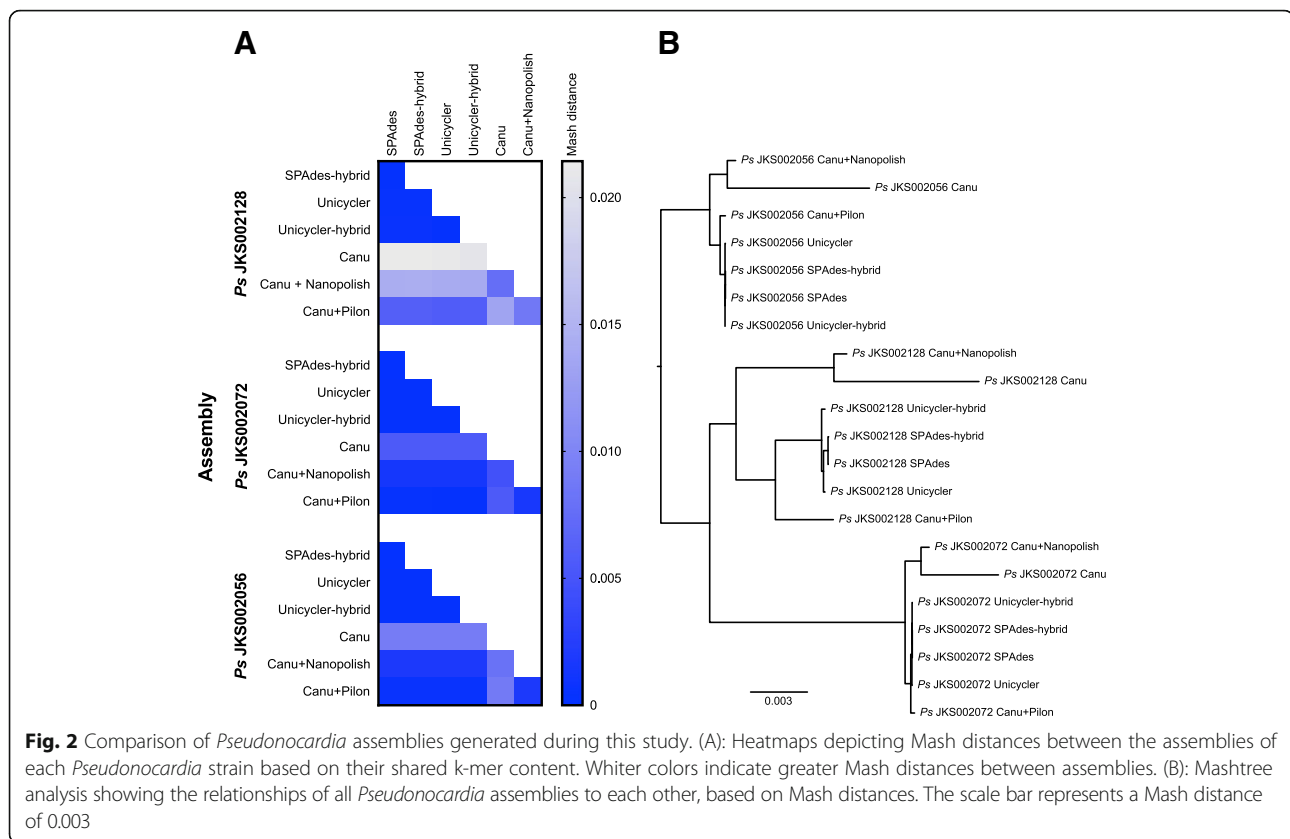 A
SPAdes
SPAdes-hybrid
Unicycler
Unicycler-hybrid
Canu
Canu+Nanopolish
Mash distance
Assembly
Ps JKS002128
SPAdes-hybrid
Unicycler
Unicycler-hybrid
Canu
Canu + Nanopolish
Canu+Pilon
Ps JKS002072
SPAdes-hybrid
Unicycler
Unicycler-hybrid
Canu
Canu+Nanopolish
Canu+Pilon
Ps JKS002056
SPAdes-hybrid
Unicycler
Unicycler-hybrid
Canu
Canu+Nanopolish
Canu+Pilon
0.020
0.015
0.010
0.005
0
B
Ps JKS002056 Canu+Nanopolish
Ps JKS002056 Canu
Ps JKS002056 Canu+Pilon
Ps JKS002056 Unicycler
Ps JKS002056 SPAdes-hybrid
Ps JKS002056 SPAdes
Ps JKS002056 Unicycler-hybrid
Ps JKS002128 Canu+Nanopolish
Ps JKS002128 Canu
Ps JKS002128 Unicycler-hybrid
Ps JKS002128 SPAdes-hybrid
Ps JKS002128 SPAdes
Ps JKS002128 Unicycler
Ps JKS002128 Canu+Pilon
Ps JKS002072 Canu+Nanopolish
Ps JKS002072 Canu
Ps JKS002072 Unicycler-hybrid
Ps JKS002072 SPAdes-hybrid
Ps JKS002072 SPAdes
Ps JKS002072 Unicycler
Ps JKS002072 Canu+Pilon
0.003
Fig. 2 Comparison of Pseudonocardia assemblies generated during this study. (A): Heatmaps depicting Mash distances between the assemblies of
each Pseudonocardia strain based on their shared k-mer content. Whiter colors indicate greater Mash distances between assemblies. (B): Mashtree
analysis showing the relationships of all Pseudonocardia assemblies to each other, based on Mash distances. The scale bar represents a Mash distance
of 0.003